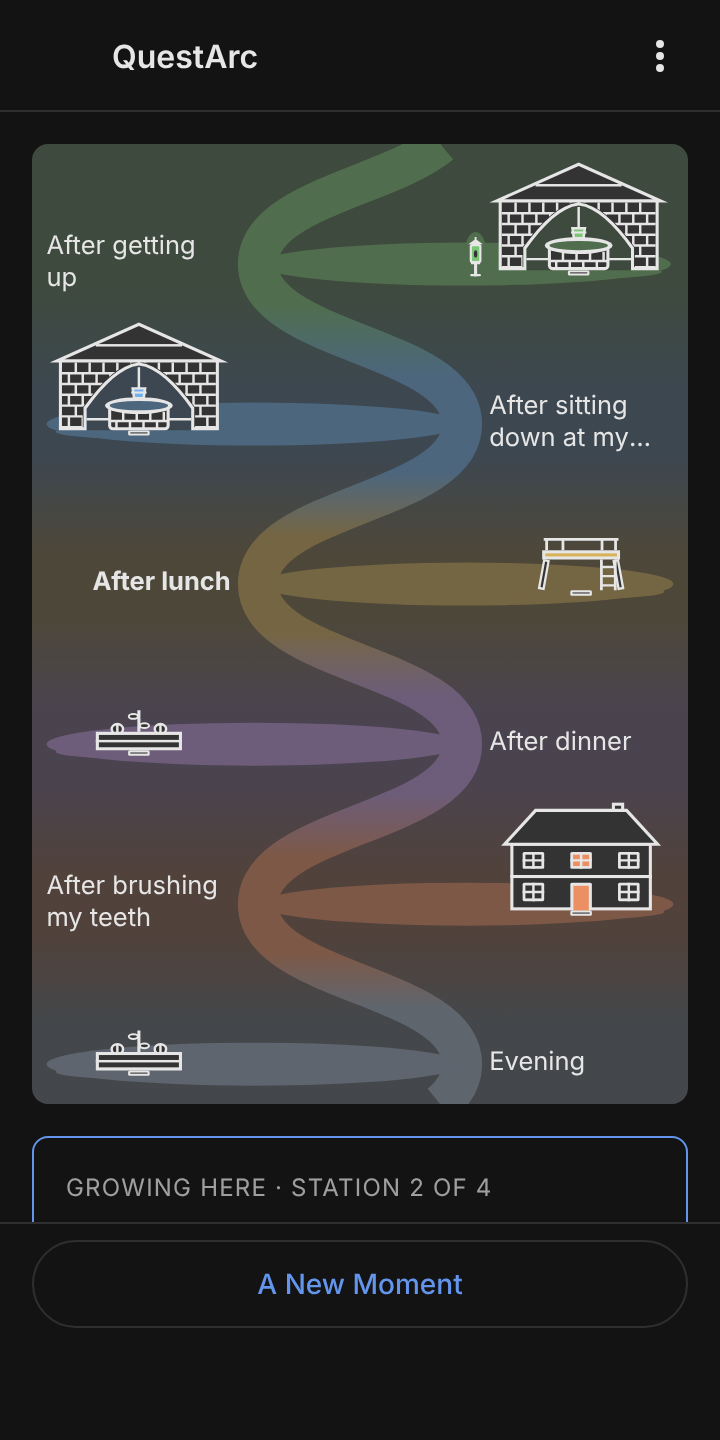 QuestArc
After getting
up
After sitting
down at my...
After lunch
After dinner
After brushing
my teeth
Evening
GROWING HERE · STATION 2 OF 4
A New Moment